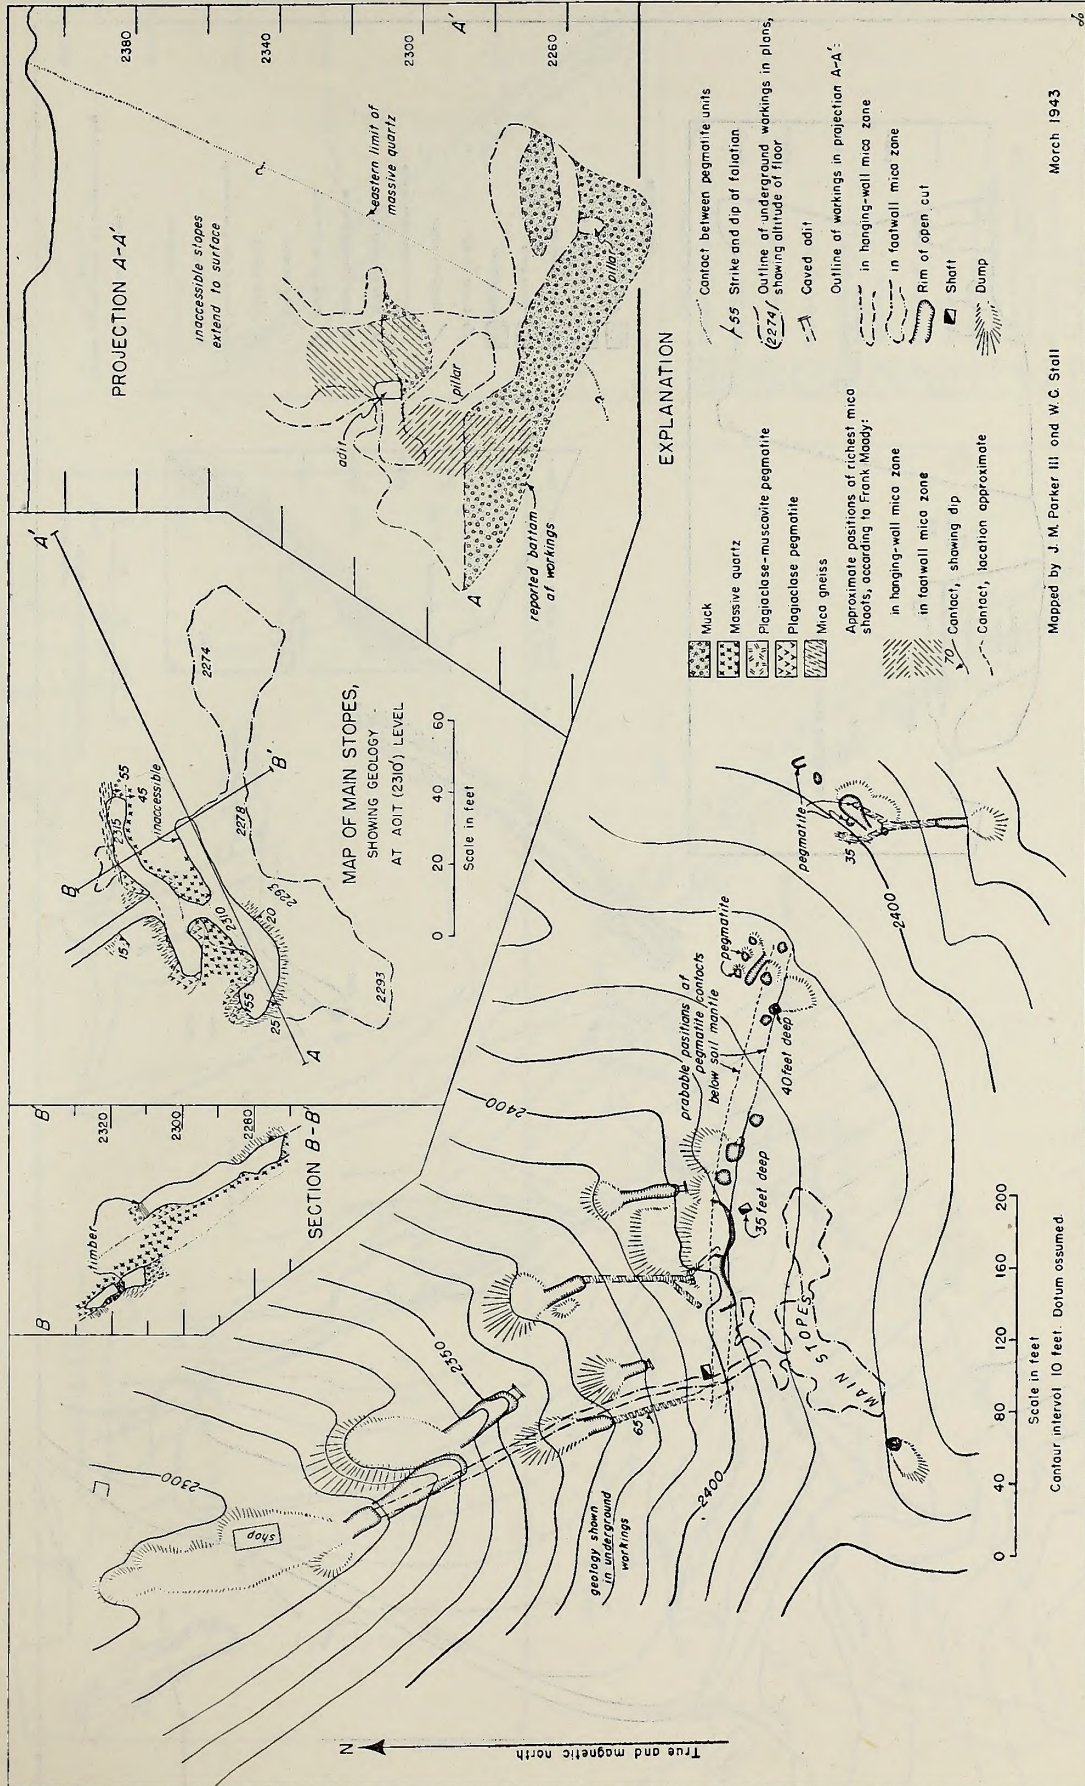 PROJECTION A-A'
inaccessible stopes
extend to surface
eastern limit of
massive quartz
2380
2340
2300
2260
A'
adit
pillar
pillar
A
reported bottom
of workings
?
MAP OF MAIN STOPES,
SHOWING GEOLOGY
AT ADIT (2310') LEVEL
0 20 40 60
Scale in feet
A'
B
2315
45
55
inaccessible
15
2310
2274
2278
B'
55
25
20
2293
2293
A
SECTION B-B'
B
B'
2320
2300
2280
timber
B
B'
EXPLANATION
Muck
Massive quartz
Plagioclase-muscovite pegmatite
Plagioclase pegmatite
Mica gneiss
Approximate positions of richest mica
shoots, according to Frank Moody:
in hanging-wall mica zone
in footwall mica zone
70
Contact, showing dip
Contact, location approximate
Contact between pegmatite units
55 Strike and dip of foliation
(2274) Outline of underground workings in plans,
showing altitude of floor
Caved adit
Outline of workings in projection A-A':
in hanging-wall mica zone
in footwall mica zone
Rim of open cut
Shaft
Dump
Mapped by J. M. Parker III and W. C. Stall
March 1943
True and magnetic north
N
2300
shop
2350
2400
65
geology shown
in underground
workings
2400
MAIN STOPES
35 feet deep
probable positions of
pegmatite contacts
below soil mantle
40 feet deep
pegmatite
pegmatite
35
2400
0 40 80 120 160 200
Scale in feet
Contour interval 10 feet. Datum assumed.